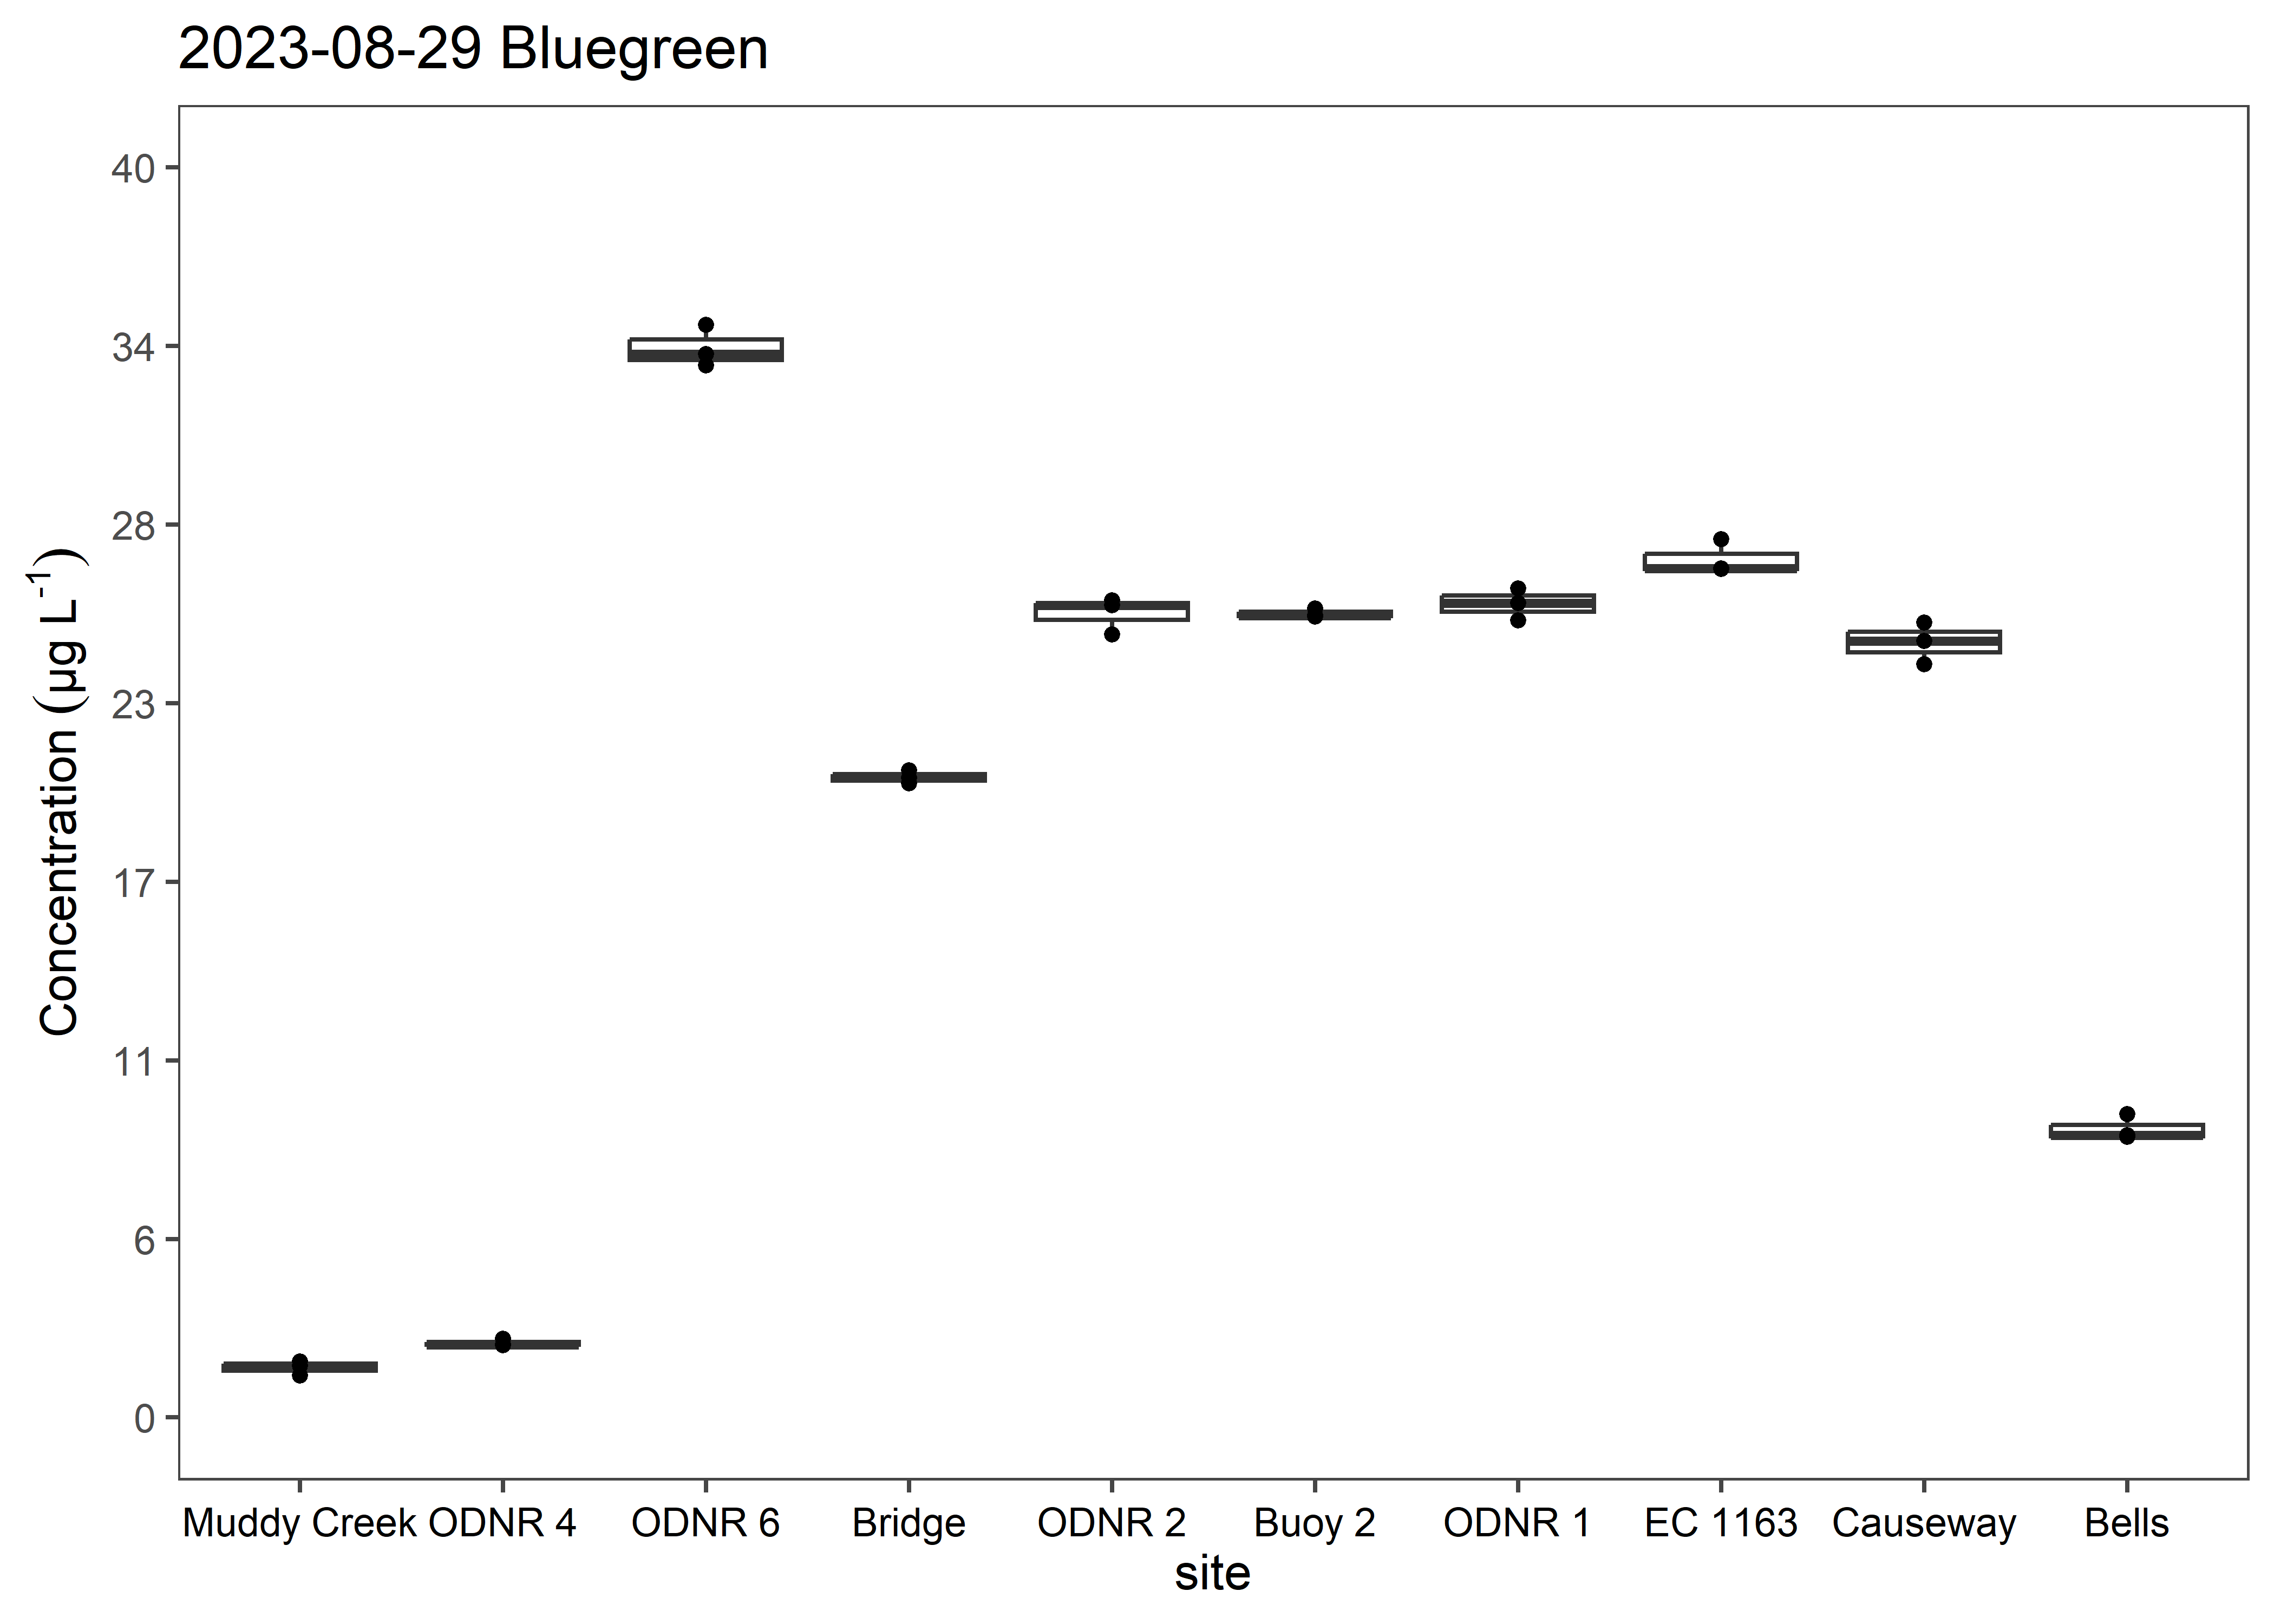 2023-08-29 Bluegreen
Concentration (µg L⁻¹)
40
34
28
23
17
11
6
0
Muddy Creek ODNR 4 ODNR 6 Bridge ODNR 2 Buoy 2 ODNR 1 EC 1163 Causeway Bells
site